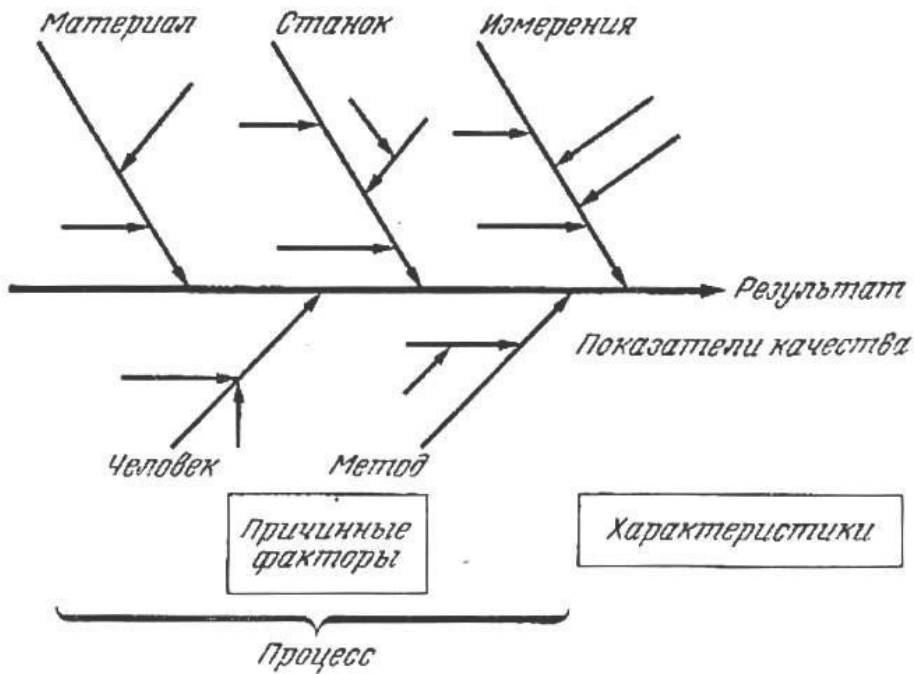 Материал
Станок
Измерения
Результат
Показатели качества
Человек
Метод
Причинные
факторы
Характеристики
Процесс